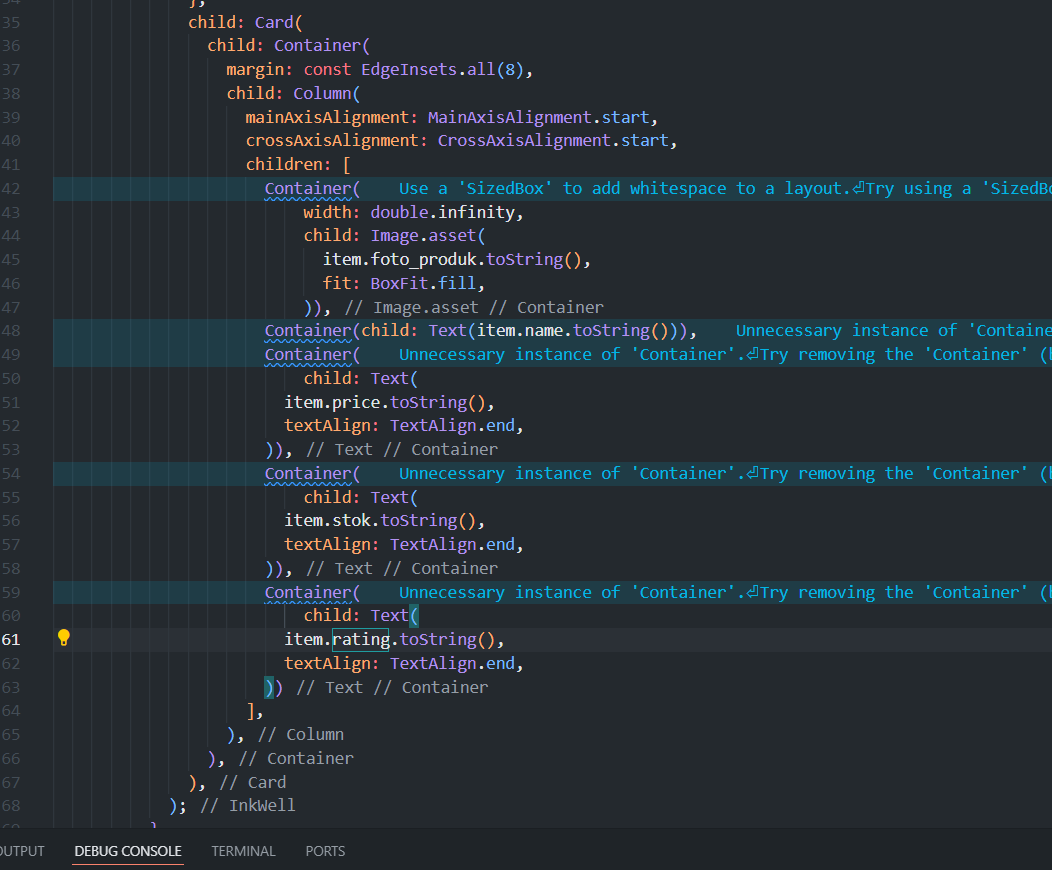 35 child: Card(
36 child: Container(
37 margin: const EdgeInsets.all(8),
38 child: Column(
39 mainAxisAlignment: MainAxisAlignment.start,
40 crossAxisAlignment: CrossAxisAlignment.start,
41 children: [
42 Container( Use a 'SizedBox' to add whitespace to a layout.⏎Try using a
43 width: double.infinity,
44 child: Image.asset(
45 item.foto_produk.toString(),
46 fit: BoxFit.fill,
47 )), // Image.asset // Container
48 Container(child: Text(item.name.toString())), Unnecessary instance of
49 Container( Unnecessary instance of 'Container'.⏎Try removing the 'Container'
50 child: Text(
51 item.price.toString(),
52 textAlign: TextAlign.end,
53 )), // Text // Container
54 Container( Unnecessary instance of 'Container'.⏎Try removing the 'Container'
55 child: Text(
56 item.stok.toString(),
57 textAlign: TextAlign.end,
58 )), // Text // Container
59 Container( Unnecessary instance of 'Container'.⏎Try removing the 'Container'
60 child: Text(
61 item.rating.toString(),
62 textAlign: TextAlign.end,
63 )) // Text // Container
64 ],
65 ), // Column
66 ), // Container
67 ), // Card
68 ); // InkWell
DEBUG CONSOLE TERMINAL PORTS